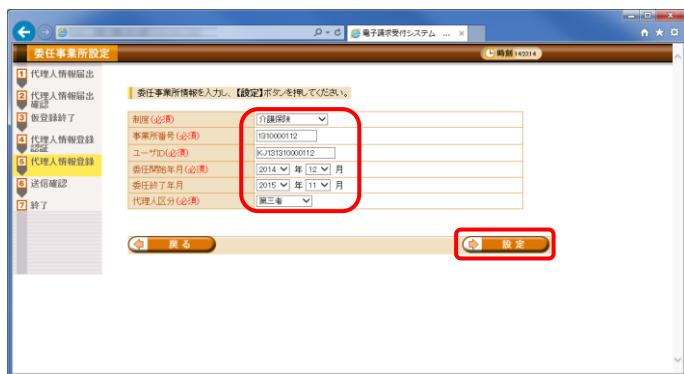 電子請求受付システム ... ×
委任事業所設定
時刻 142214
1 代理人情報届出
2 代理人情報届出
確認
3 仮登録終了
4 代理人情報登録
認証
5 代理人情報登録
6 送信確認
7 終了
委任事業所情報を入力し、【設定】ボタンを押してください。
制度(必須) 介護保険
事業所番号(必須) 1310000112
ユーザID(必須) KJ131310000112
委任開始年月(必須) 2014 年 12 月
委任終了年月 2015 年 11 月
代理人区分(必須) 第三者
戻る 設定